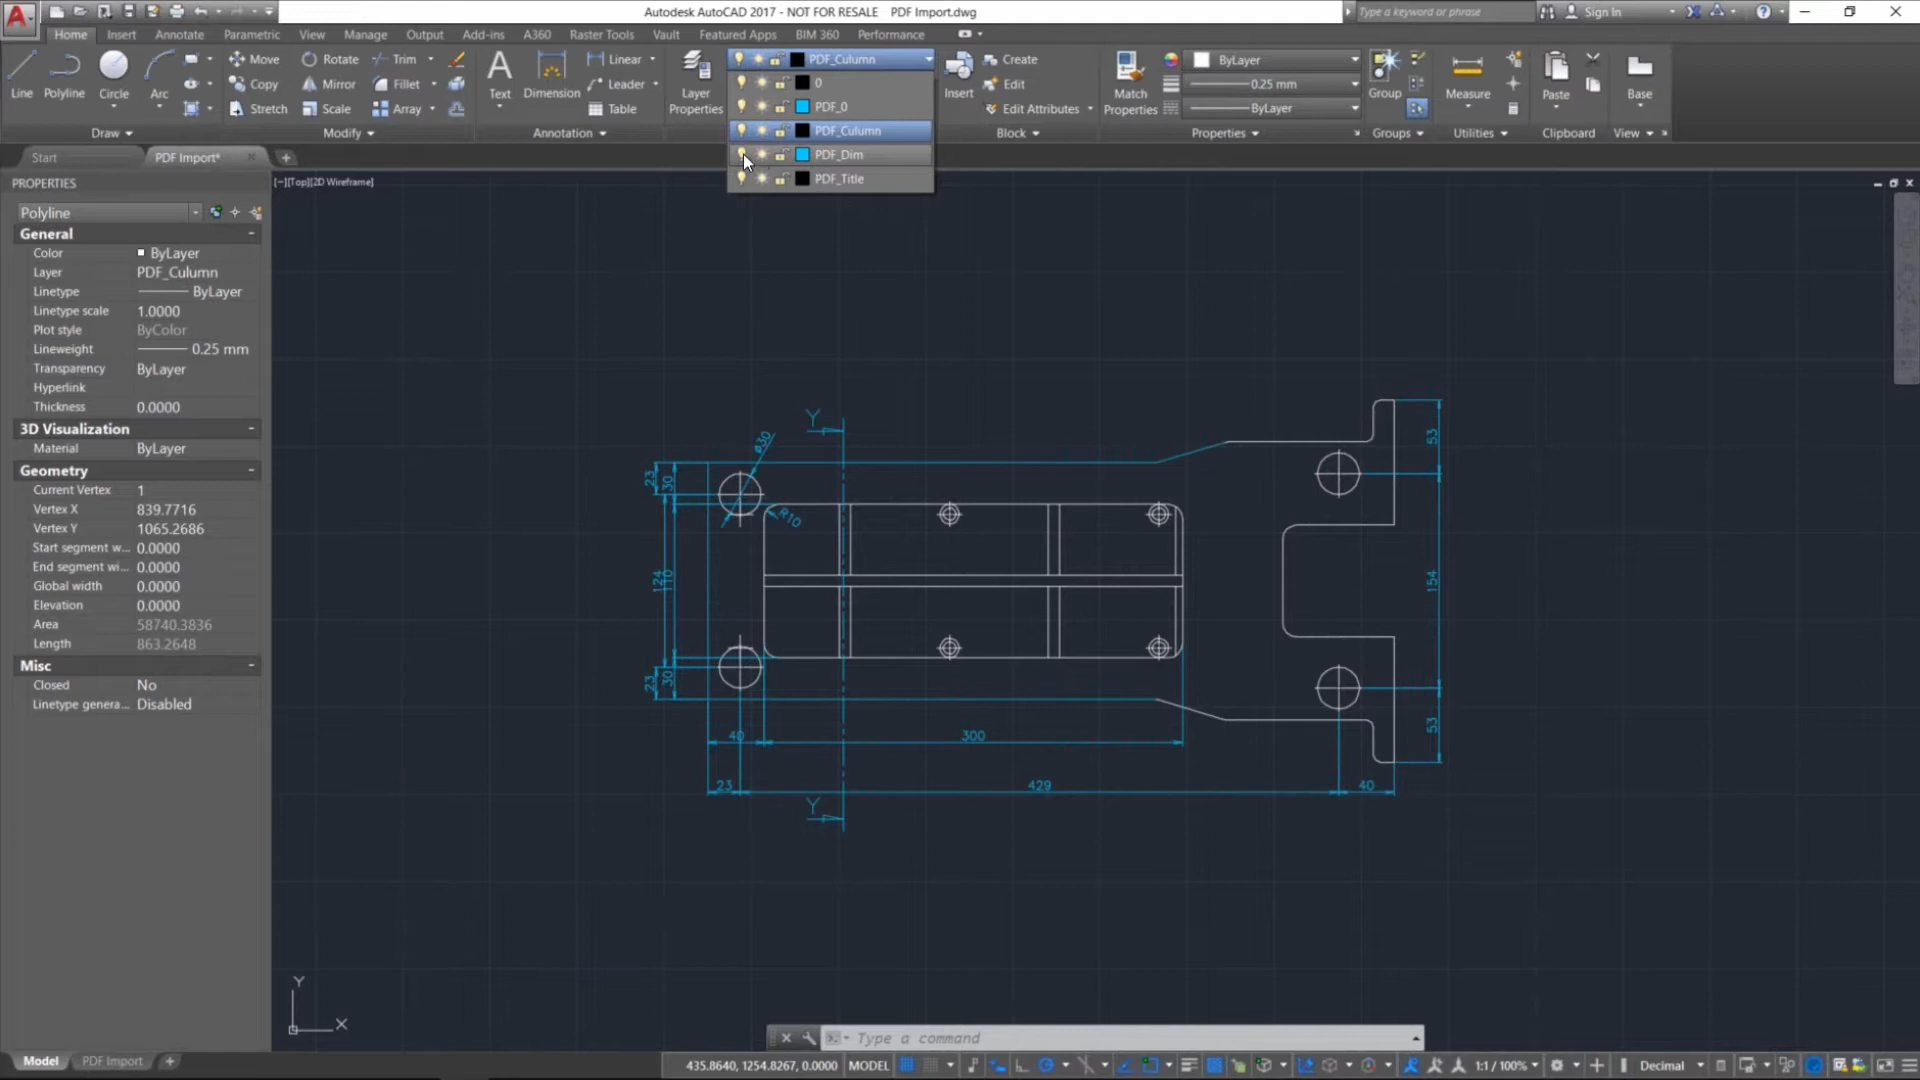 Autodesk AutoCAD 2017 - NOT FOR RESALE PDF Import.dwg
Type a keyword or phrase
Sign In
Home Insert Annotate Parametric View Manage Output Add-ins A360 Raster Tools Vault Featured Apps BIM 360 Performance
Line Polyline Circle Arc
Move Rotate Trim
Copy Mirror Fillet
Stretch Scale Array
Text Dimension
Linear
Leader
Table
Layer Properties
PDF_Culumn
0
PDF_0
PDF_Culumn
PDF_Dim
PDF_Title
Insert
Create
Edit
Edit Attributes
Match Properties
ByLayer
0.25 mm
ByLayer
Group Measure Paste Base
Draw Modify Annotation Block Properties Groups Utilities Clipboard View
Start PDF Import*
PROPERTIES
[−][Top][2D Wireframe]
Polyline
General
Color ByLayer
Layer PDF_Culumn
Linetype ByLayer
Linetype scale 1.0000
Plot style ByColor
Lineweight 0.25 mm
Transparency ByLayer
Hyperlink
Thickness 0.0000
3D Visualization
Material ByLayer
Geometry
Current Vertex 1
Vertex X 839.7716
Vertex Y 1065.2686
Start segment w... 0.0000
End segment wi... 0.0000
Global width 0.0000
Elevation 0.0000
Area 58740.3836
Length 863.2648
Misc
Closed No
Linetype genera... Disabled
Y
ø30
23
30
R10
124
110
23
30
40
300
23
429
40
Y
53
154
53
Y
X
Type a command
Model PDF Import
435.8640, 1254.8267, 0.0000 MODEL 1:1 / 100% Decimal